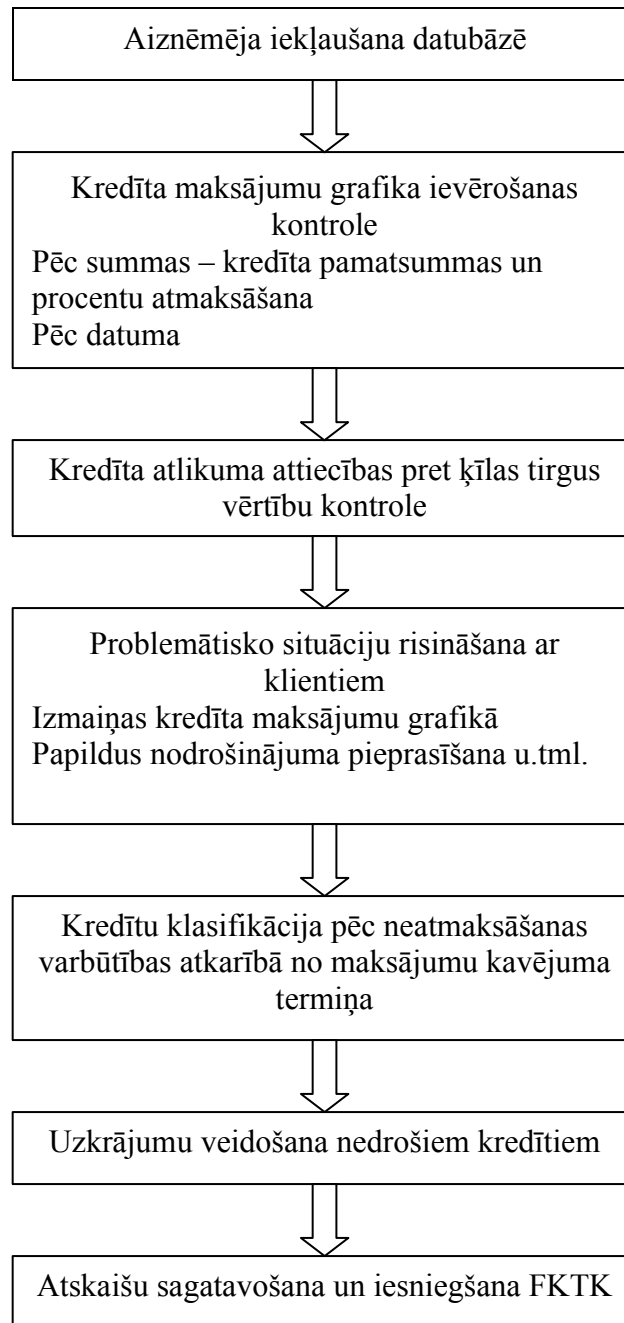 Aizņēmēja iekļaušana datubāzē
Kredīta maksājumu grafika ievērošanas
kontrole
Pēc summas – kredīta pamatsummas un
procentu atmaksāšana
Pēc datuma
Kredīta atlikuma attiecības pret ķīlas tirgus
vērtību kontrole
Problemātisko situāciju risināšana ar
klientiem
Izmaiņas kredīta maksājumu grafikā
Papildus nodrošinājuma pieprasīšana u.tml.
Kredītu klasifikācija pēc neatmaksāšanas
varbūtības atkarībā no maksājumu kavējuma
termiņa
Uzkrājumu veidošana nedrošiem kredītiem
Atskaišu sagatavošana un iesniegšana FKTK